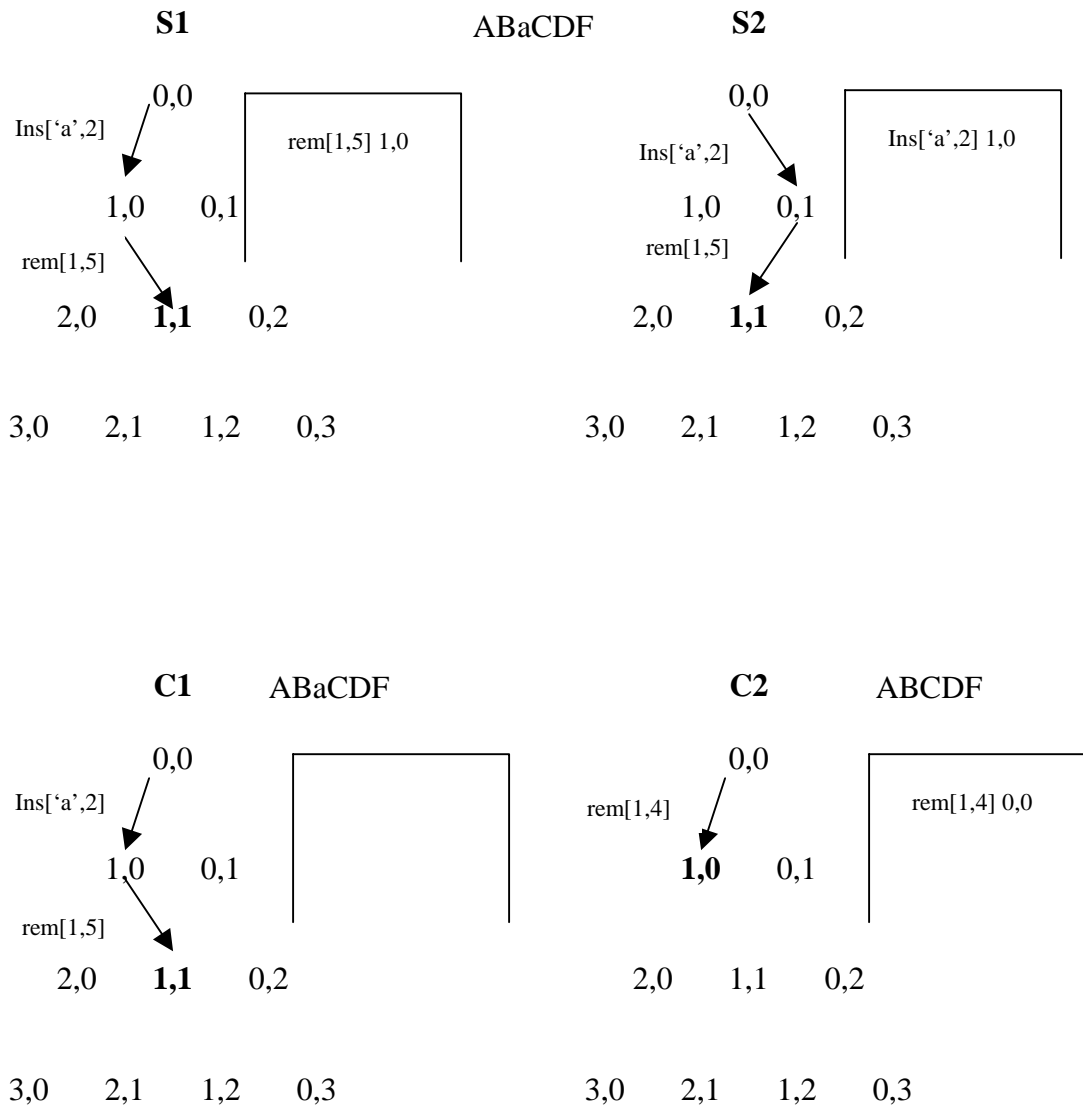 S1 ABaCDF S2
0,0 0,0
Ins[‘a’,2] rem[1,5] 1,0 Ins[‘a’,2] Ins[‘a’,2] 1,0
1,0 0,1 1,0 0,1
rem[1,5] rem[1,5]
2,0 1,1 0,2 2,0 1,1 0,2
3,0 2,1 1,2 0,3 3,0 2,1 1,2 0,3
C1 ABaCDF C2 ABCDF
0,0 0,0
Ins[‘a’,2] rem[1,4] rem[1,4] 0,0
1,0 0,1 1,0 0,1
rem[1,5]
2,0 1,1 0,2 2,0 1,1 0,2
3,0 2,1 1,2 0,3 3,0 2,1 1,2 0,3